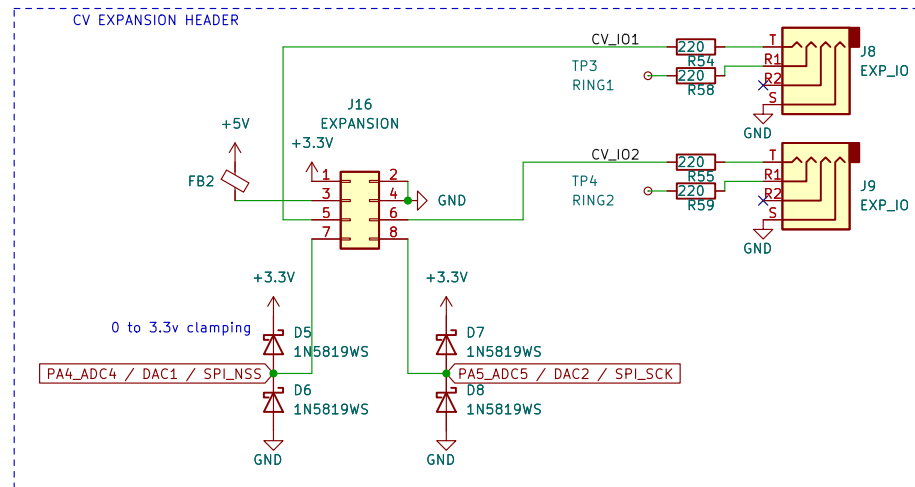 CV EXPANSION HEADER
CV_IO1
T
220
R54
J8
EXP_IO
TP3
RING1
R1
220
R58
R2
S
GND
J16
EXPANSION
+5V
+3.3V
FB2
1
2
3
4
5
6
7
8
GND
CV_IO2
T
220
R55
J9
EXP_IO
TP4
RING2
R1
220
R59
R2
S
GND
+3.3V
+3.3V
0 to 3.3v clamping
D5
1N5819WS
D7
1N5819WS
PA4_ADC4 / DAC1 / SPI_NSS
PA5_ADC5 / DAC2 / SPI_SCK
D6
1N5819WS
D8
1N5819WS
GND
GND